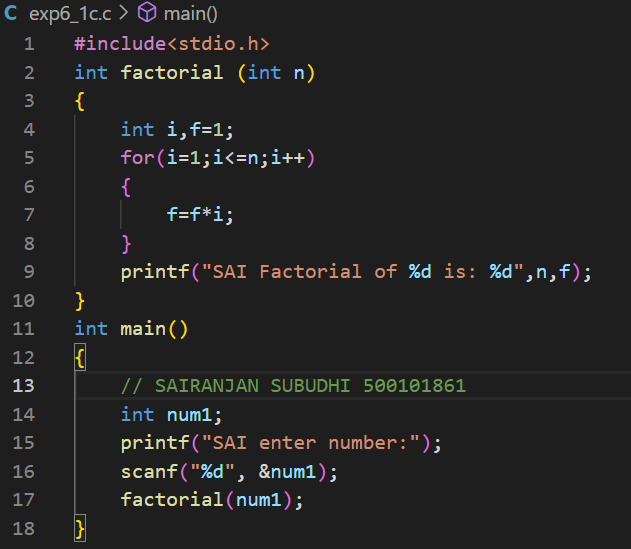 C exp6_1c.c > main()
1 #include<stdio.h>
2 int factorial (int n)
3 {
4     int i,f=1;
5     for(i=1;i<=n;i++)
6     {
7         f=f*i;
8     }
9     printf("SAI Factorial of %d is: %d",n,f);
10 }
11 int main()
12 {
13     // SAIRANJAN SUBUDHI 500101861
14     int num1;
15     printf("SAI enter number:");
16     scanf("%d", &num1);
17     factorial(num1);
18 }